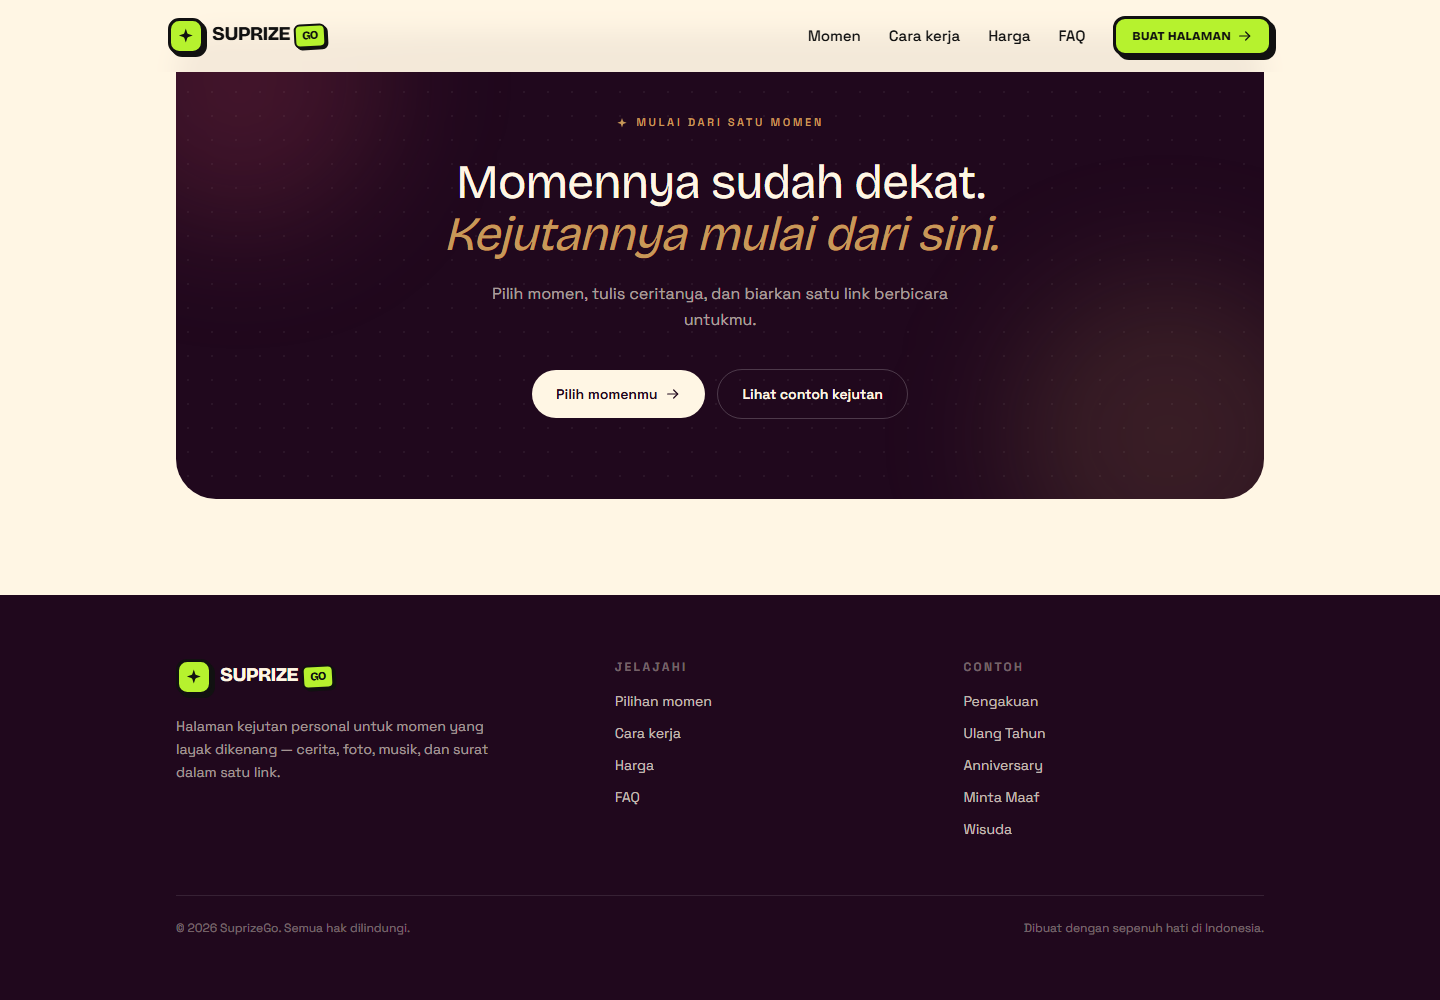 SUPRIZE GO
Momen
Cara kerja
Harga
FAQ
BUAT HALAMAN →
MULAI DARI SATU MOMEN
Momennya sudah dekat.
Kejutannya mulai dari sini.
Pilih momen, tulis ceritanya, dan biarkan satu link berbicara
untukmu.
Pilih momenmu →
Lihat contoh kejutan
SUPRIZE GO
Halaman kejutan personal untuk momen yang
layak dikenang — cerita, foto, musik, dan surat
dalam satu link.
JELAJAHI
Pilihan momen
Cara kerja
Harga
FAQ
CONTOH
Pengakuan
Ulang Tahun
Anniversary
Minta Maaf
Wisuda
© 2026 SuprizeGo. Semua hak dilindungi.
Dibuat dengan sepenuh hati di Indonesia.